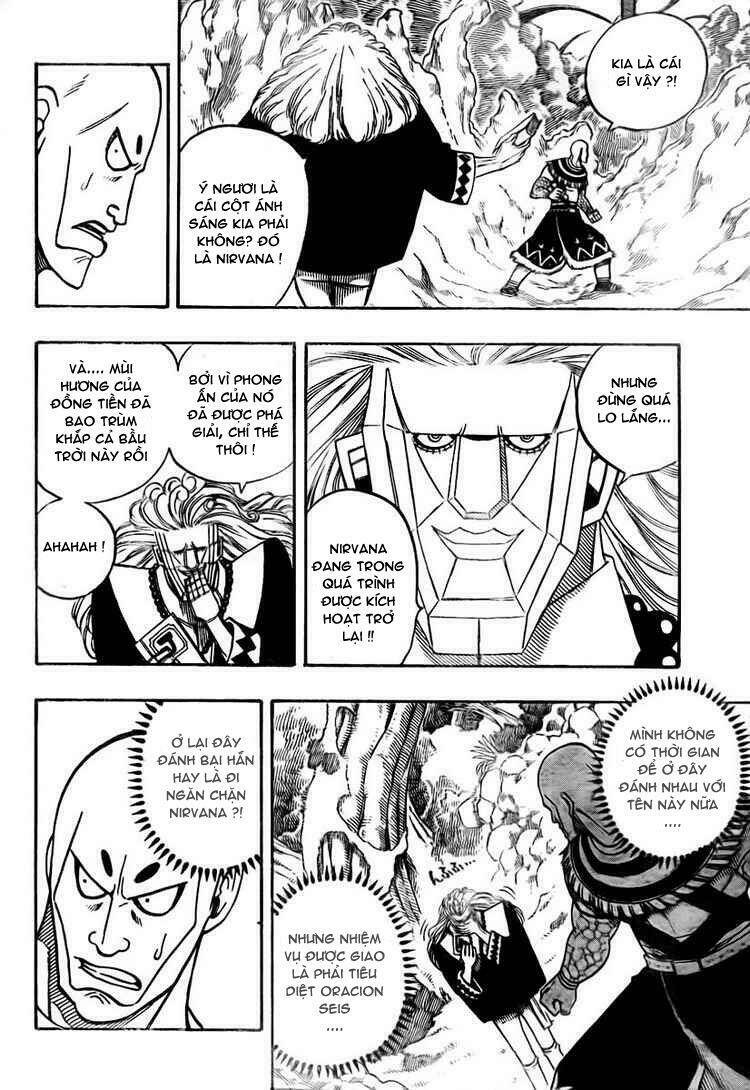 KIA LÀ CÁI
GÌ VẬY ?!
Ý NGƯƠI LÀ
CÁI CỘT ÁNH
SÁNG KIA PHẢI
KHÔNG? ĐÓ
LÀ NIRVANA !
NHƯNG
ĐỪNG QUÁ
LO LẮNG...
NIRVANA
ĐANG TRONG
QUÁ TRÌNH
ĐƯỢC KÍCH
HOẠT TRỞ
LẠI !!
BỞI VÌ PHONG
ẤN CỦA NÓ
ĐÃ ĐƯỢC PHÁ
GIẢI, CHỈ THẾ
THÔI !
VÀ.... MÙI
HƯƠNG CỦA
ĐỒNG TIỀN ĐÃ
BAO TRÙM
KHẮP CẢ BẦU
TRỜI NÀY RỒI
AHAHAH !
MÌNH KHÔNG
CÓ THỜI GIAN
ĐỂ Ở ĐÂY
ĐÁNH NHAU VỚI
TÊN NÀY NỮA
....
んふふ...
NHƯNG NHIỆM
VỤ ĐƯỢC GIAO
LÀ PHẢI TIÊU
DIỆT ORACION
SEIS
....
Ở LẠI ĐÂY
ĐÁNH BẠI HẮN
HAY LÀ ĐI
NGĂN CHẶN
NIRVANA ?!